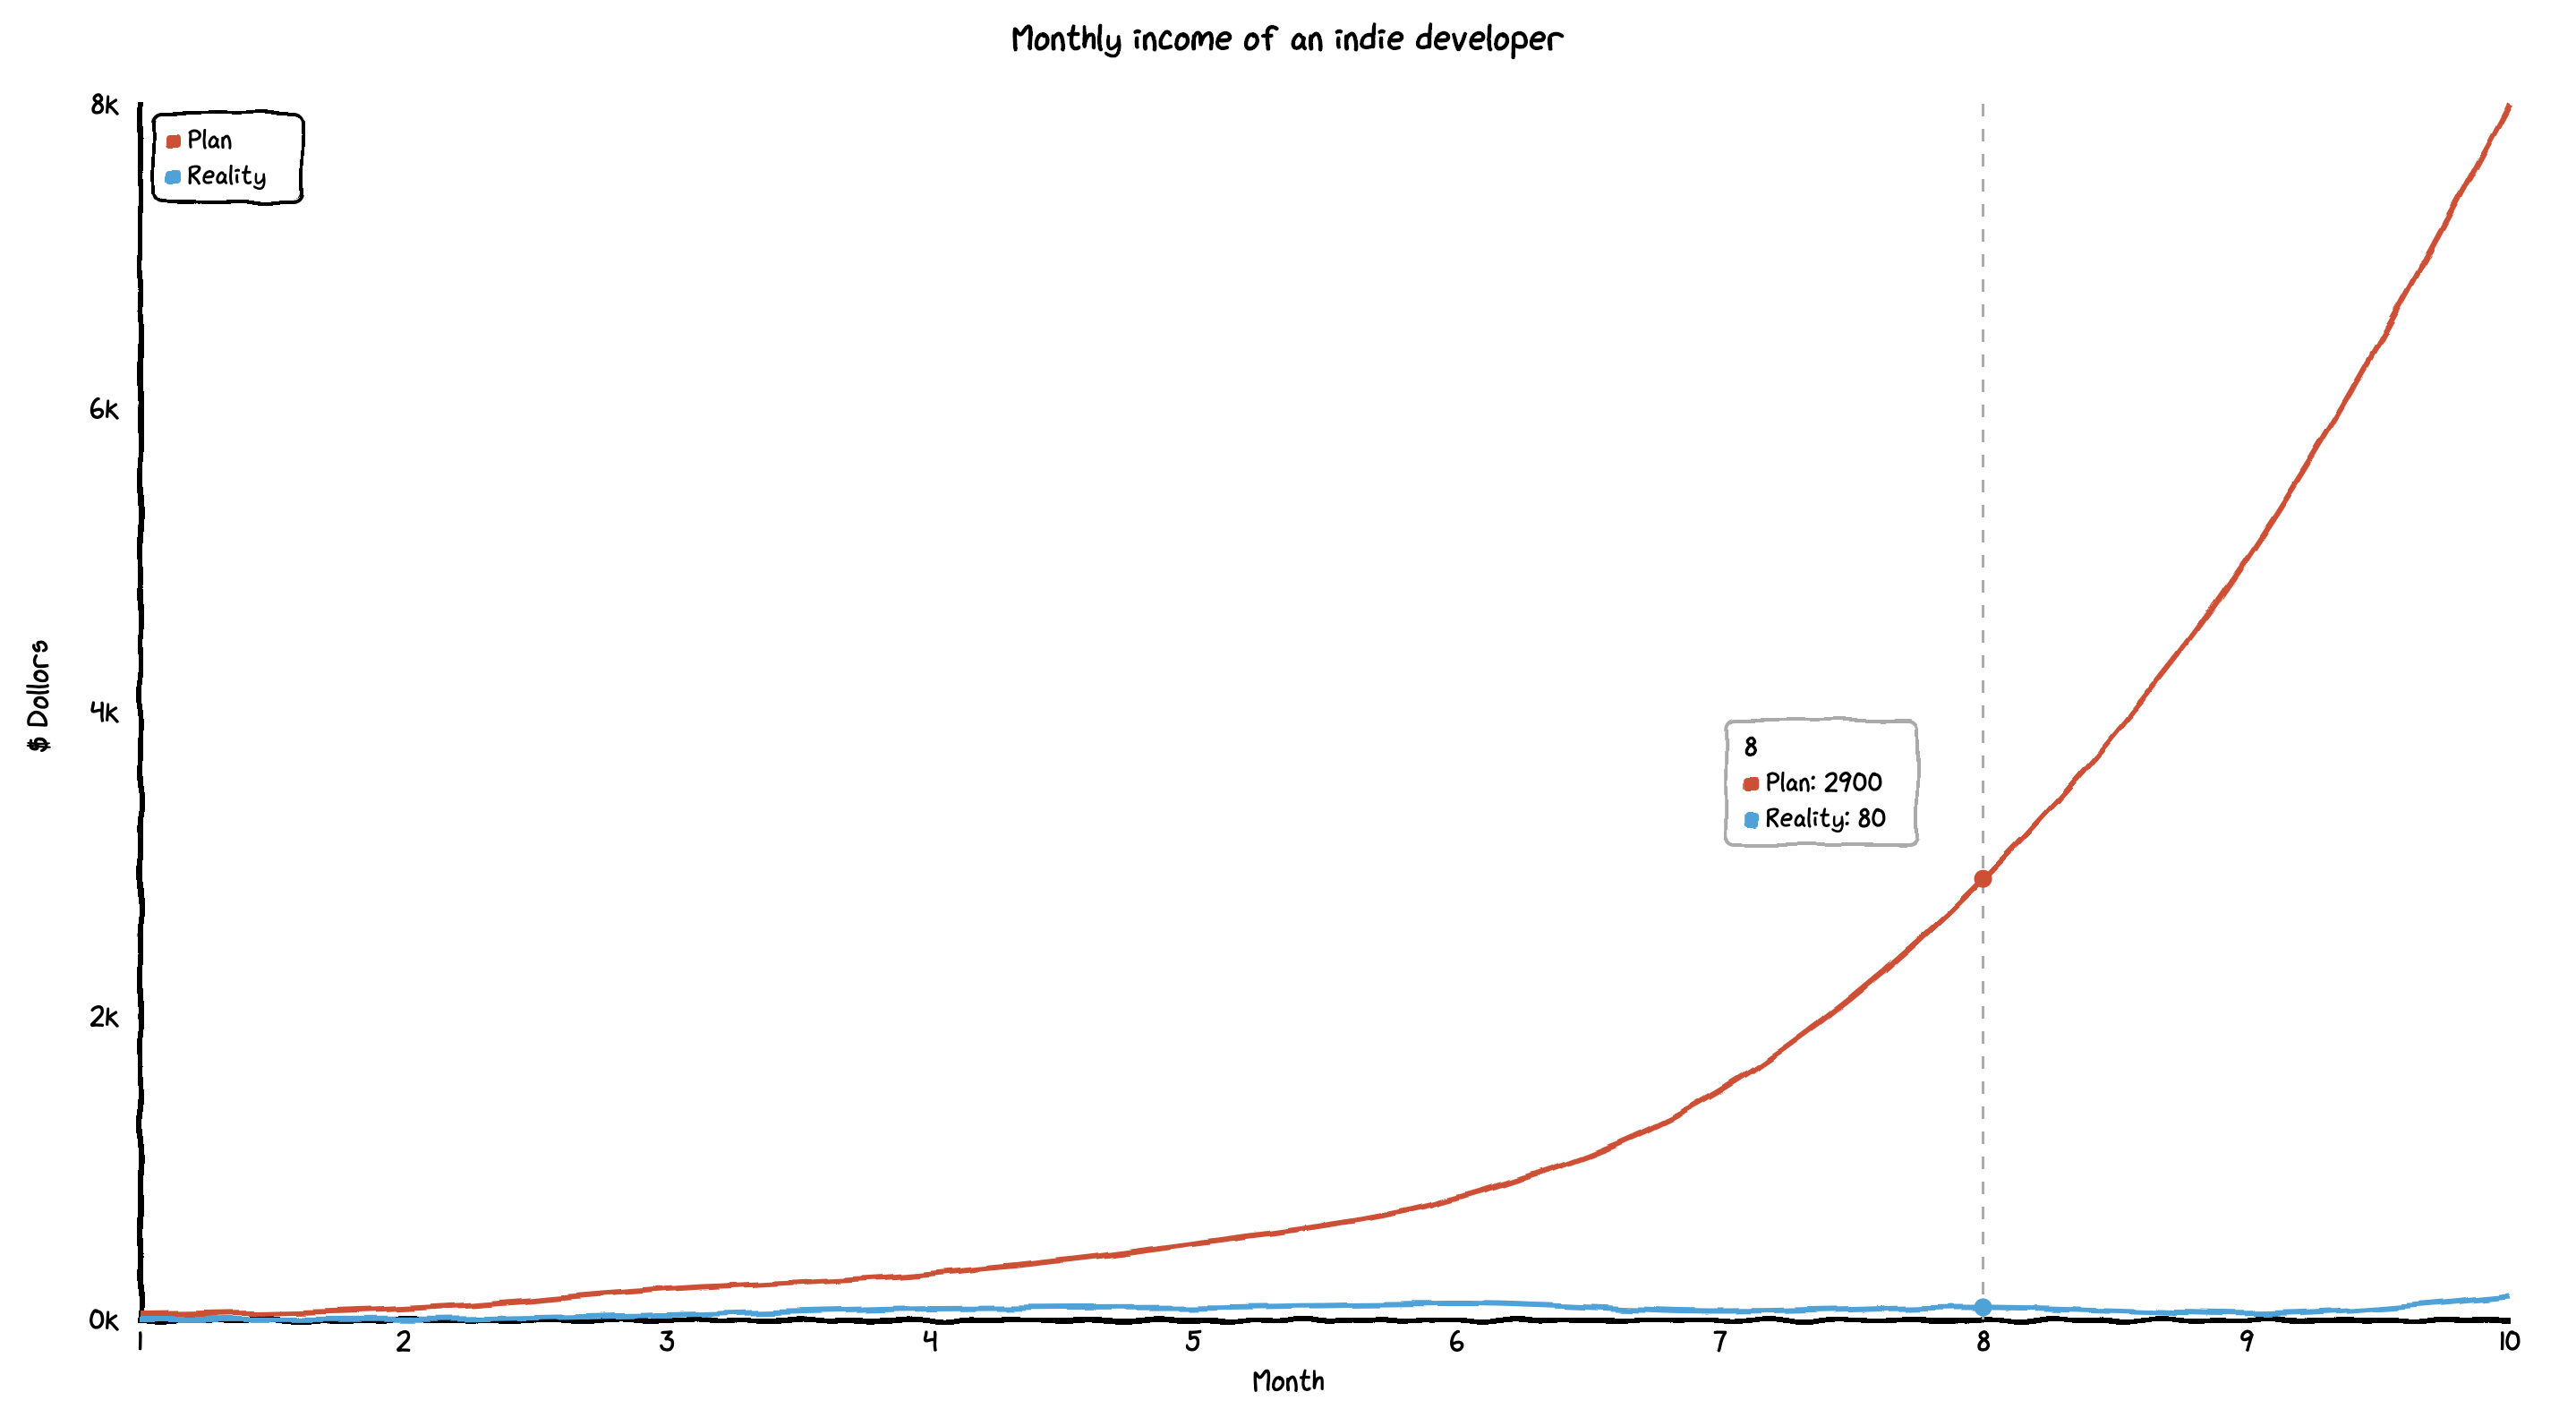 Monthly income of an indie developer
Plan
Reality
8k
6k
4k
2k
0k
$ Dollors
8
Plan: 2900
Reality: 80
1 2 3 4 5 6 7 8 9 10
Month